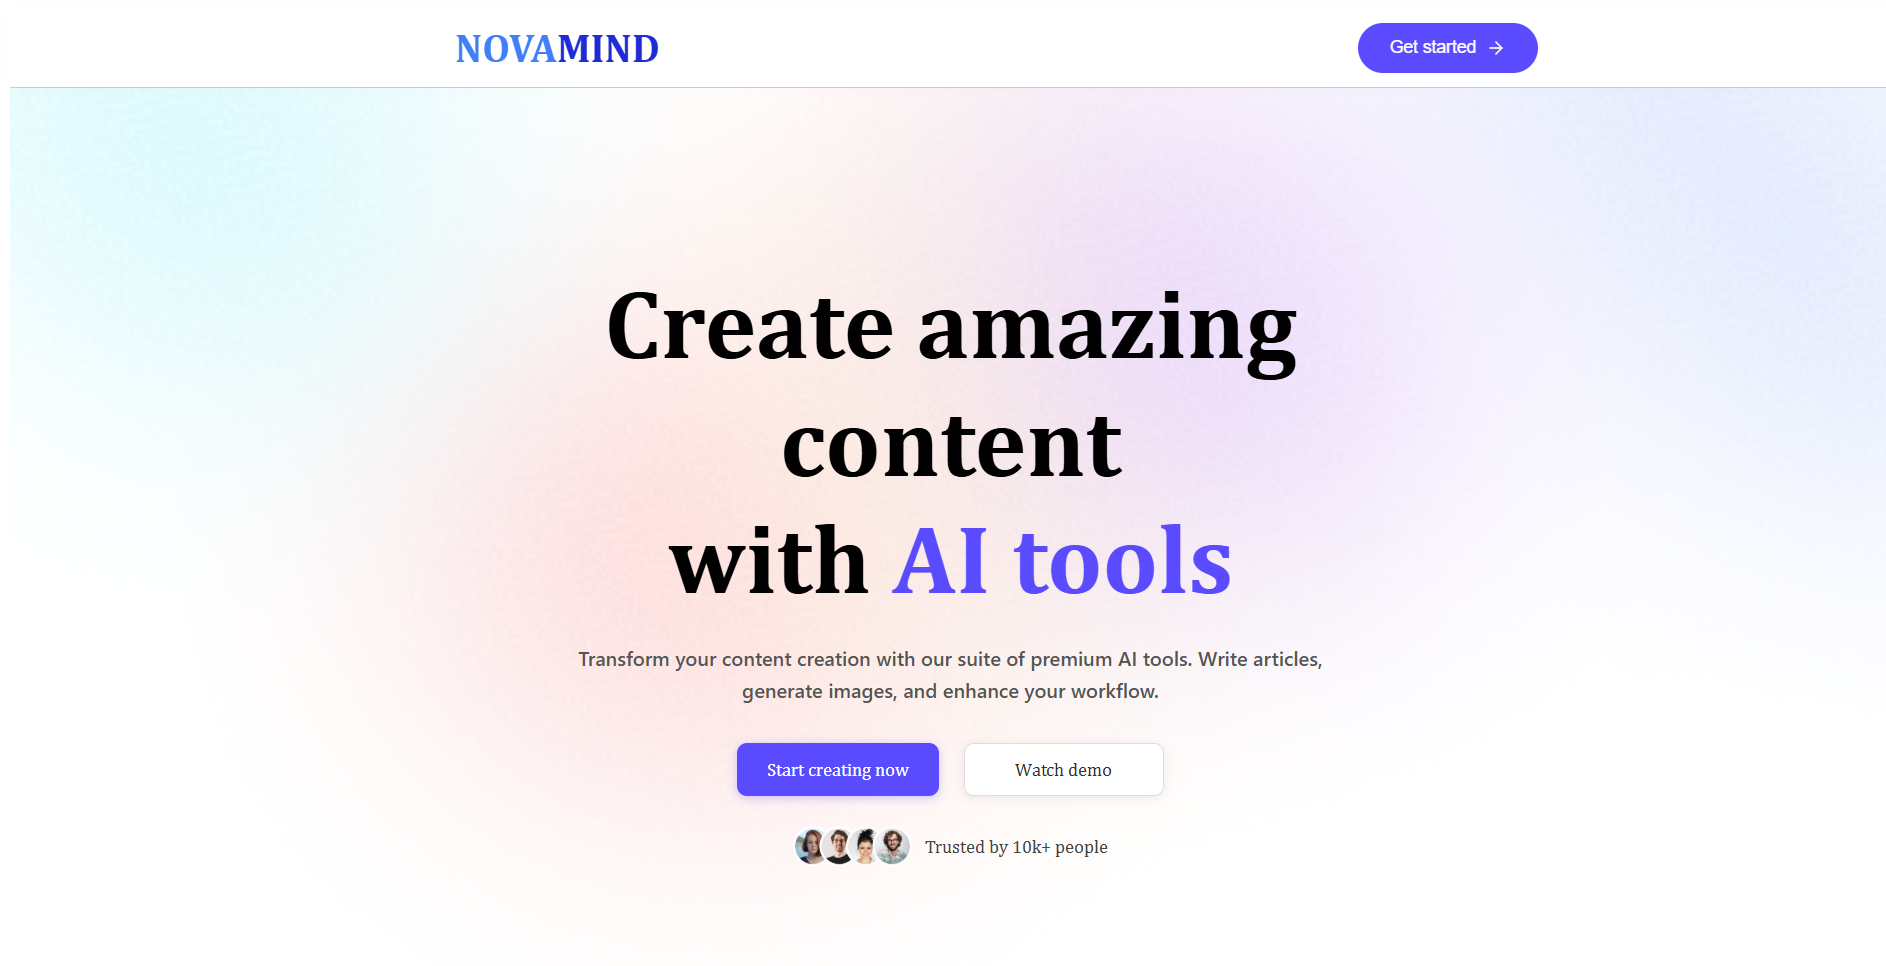 NOVAMIND
Get started
Create amazing
content
with AI tools
Transform your content creation with our suite of premium AI tools. Write articles,
generate images, and enhance your workflow.
Start creating now
Watch demo
Trusted by 10k+ people